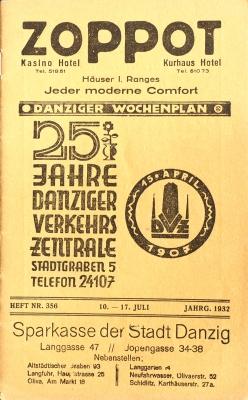 ZOPPOT
Kasino Hotel
Tel. 51861
Kurhaus Hotel
Tel. 61073
Häuser I. Ranges
Jeder moderne Comfort
DANZIGER WOCHENPLAN
25
JAHRE
DANZIGER
VERKEHRS
ZENTRALE
STADTGRABEN 5
TELEFON 24107
15. APRIL
DVZ
1907
HEFT NR. 356
10. — 17. JULI
JAHRG. 1932
Sparkasse der Stadt Danzig
Langgasse 47 // Jopengasse 34-38
Nebenstellen:
Altstädtischer Graben 93
Langfuhr, Hauptstrasse 25
Oliva, Am Markt 18
Langgarten 14
Neufahrwasser, Olivaerstr. 52
Schidlitz, Karthäuserstr. 27a.